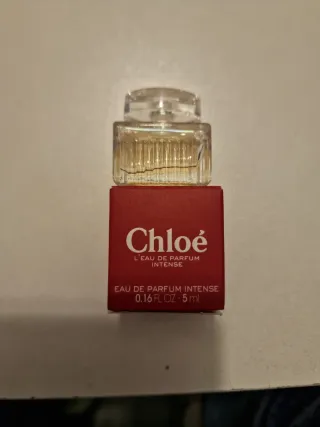 Chloé
L'EAU DE PARFUM
INTENSE
EAU DE PARFUM INTENSE
0.16 FL OZ - 5 ml